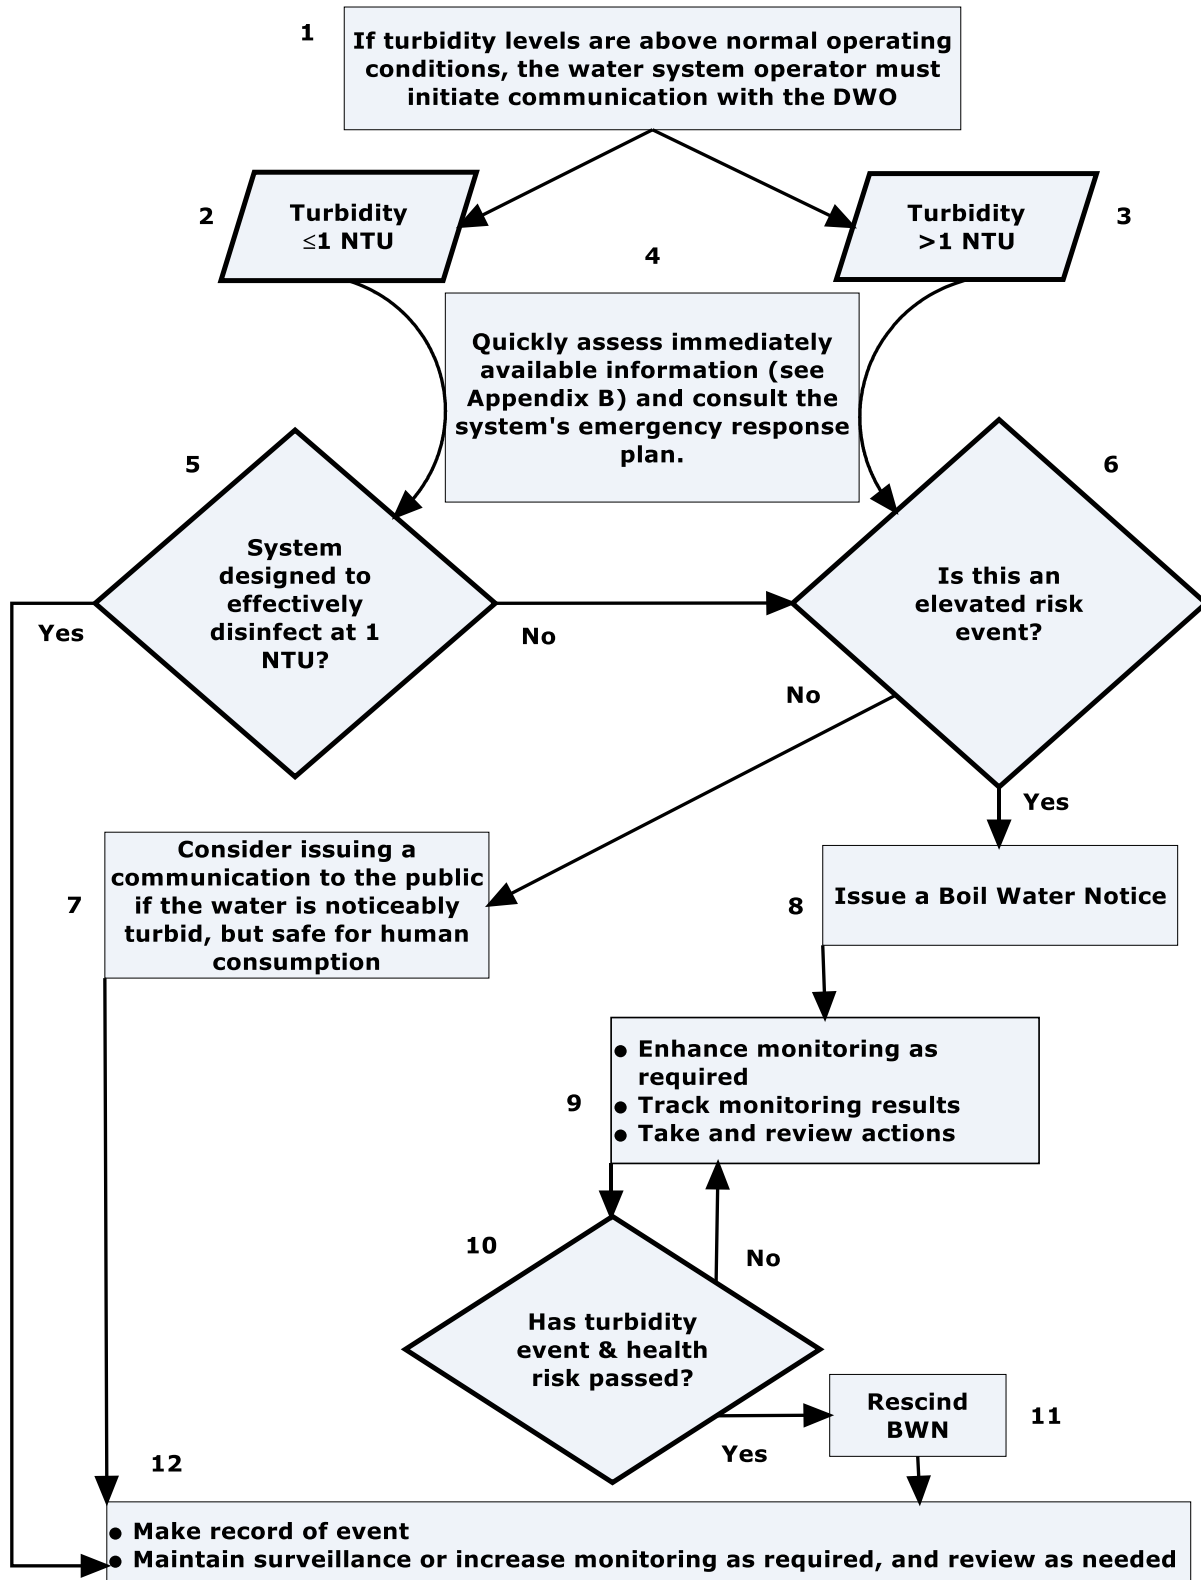 1
If turbidity levels are above normal operating
conditions, the water system operator must
initiate communication with the DWO
2
Turbidity
≤1 NTU
Turbidity
>1 NTU
3
4
Quickly assess immediately
available information (see
Appendix B) and consult the
system's emergency response
plan.
5
System
designed to
effectively
disinfect at 1
NTU?
Yes
No
6
Is this an
elevated risk
event?
No
Yes
7
Consider issuing a
communication to the public
if the water is noticeably
turbid, but safe for human
consumption
8
Issue a Boil Water Notice
9
● Enhance monitoring as
required
● Track monitoring results
● Take and review actions
10
Has turbidity
event & health
risk passed?
No
Yes
Rescind
BWN
11
12
● Make record of event
● Maintain surveillance or increase monitoring as required, and review as needed